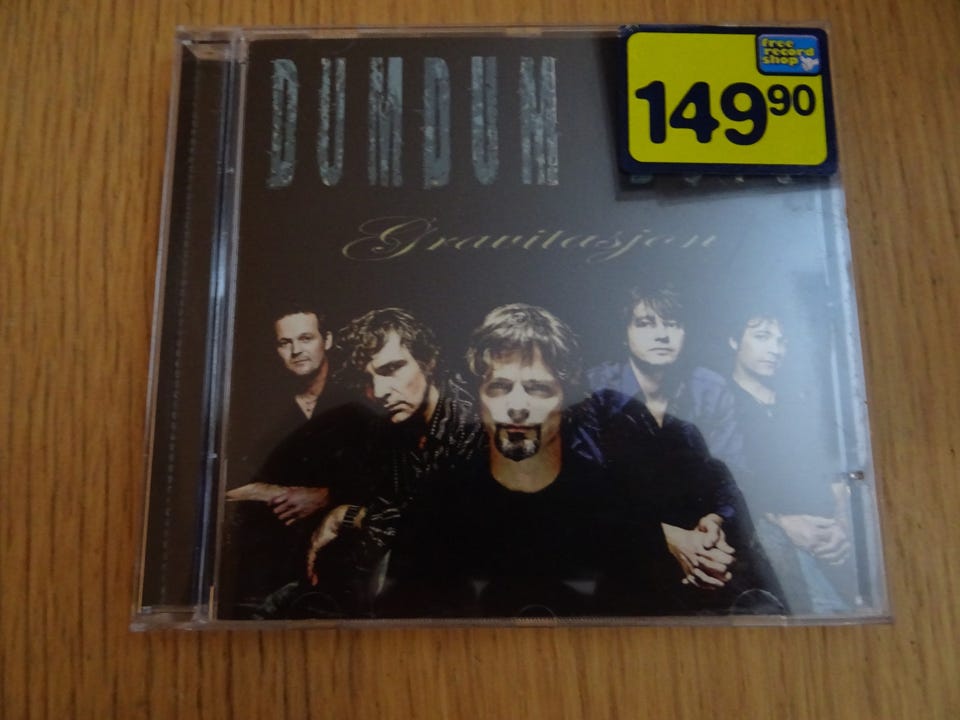 DUMDUM
free
record
shop
149 90
Gravitasjon